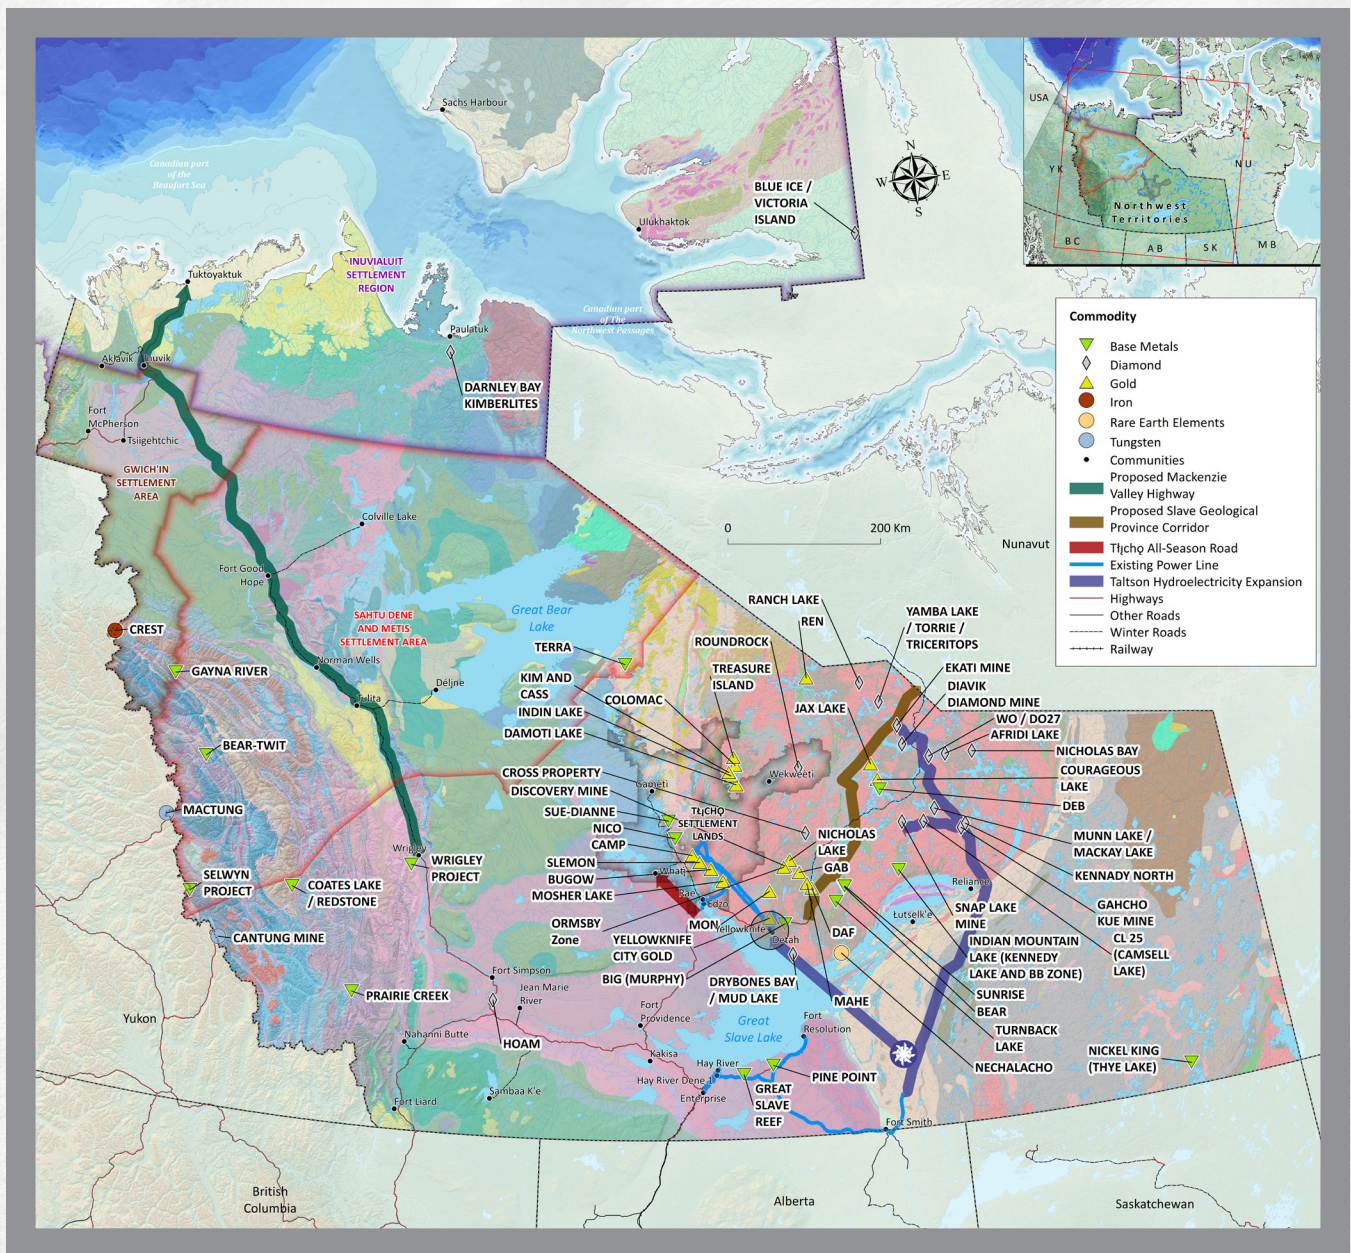 Sachs Harbour
Canadian part
of the
Beaufort Sea
Ulukhaktok
BLUE ICE /
VICTORIA
ISLAND
N
W
E
S
USA
YK
NU
Northwest
Territories
BC
AB
SK
MB
Tuktoyaktuk
INUVIALUIT
SETTLEMENT
REGION
Canadian part
of The
Northwest Passages
Paulatuk
Aklavik
Inuvik
DARNLEY BAY
KIMBERLITES
Fort
McPherson
Tsiigehtchic
GWICH'IN
SETTLEMENT
AREA
Commodity
Base Metals
Diamond
Gold
Iron
Rare Earth Elements
Tungsten
Communities
Proposed Mackenzie
Valley Highway
Proposed Slave Geological
Province Corridor
Tłı̨chǫ All-Season Road
Existing Power Line
Taltson Hydroelectricity Expansion
Highways
Other Roads
Winter Roads
Railway
0
200 Km
Nunavut
Colville Lake
Fort Good
Hope
Great Bear
Lake
SAHTU DENE
AND METIS
SETTLEMENT AREA
CREST
GAYNA RIVER
Norman Wells
Déljne
Tulita
BEAR-TWIT
MACTUNG
SELWYN
PROJECT
COATES LAKE
/ REDSTONE
Wrigley
WRIGLEY
PROJECT
CANTUNG MINE
PRAIRIE CREEK
TERRA
KIM AND
CASS
COLOMAC
INDIN LAKE
DAMOTI LAKE
CROSS PROPERTY
DISCOVERY MINE
SUE-DIANNE
NICO
CAMP
SLEMON
BUGOW
MOSHER LAKE
ORMSBY
Zone
YELLOWKNIFE
CITY GOLD
BIG (MURPHY)
MON
RANCH LAKE
REN
ROUNDROCK
TREASURE
ISLAND
JAX LAKE
YAMBA LAKE
/ TORRIE /
TRICERITOPS
EKATI MINE
DIAVIK
DIAMOND MINE
WO / DO27
AFRIDI LAKE
NICHOLAS BAY
COURAGEOUS
LAKE
DEB
MUNN LAKE /
MACKAY LAKE
KENNADY NORTH
GAHCHO
KUE MINE
CL 25
(CAMSELL
LAKE)
SNAP LAKE
MINE
INDIAN MOUNTAIN
LAKE (KENNEDY
LAKE AND BB ZONE)
SUNRISE
BEAR
TURNBACK
LAKE
NECHALACHO
NICKEL KING
(THYE LAKE)
Gamètì
Wekweètì
TŁĮCHǪ
SETTLEMENT
LANDS
Whatì
Rae
Edzo
Yellowknife
Detah
NICHOLAS
LAKE
GAB
DAF
MAHE
DRYBONES BAY
/ MUD LAKE
Reliance
Łutselk'e
Great
Slave Lake
Fort
Resolution
Fort Simpson
Jean Marie
River
Fort
Providence
HOAM
Nahanni Butte
Kakisa
Hay River
Hay River Dene 1
Enterprise
Sambaa K'e
Fort Liard
PINE POINT
GREAT
SLAVE
REEF
Fort Smith
Yukon
British
Columbia
Alberta
Saskatchewan